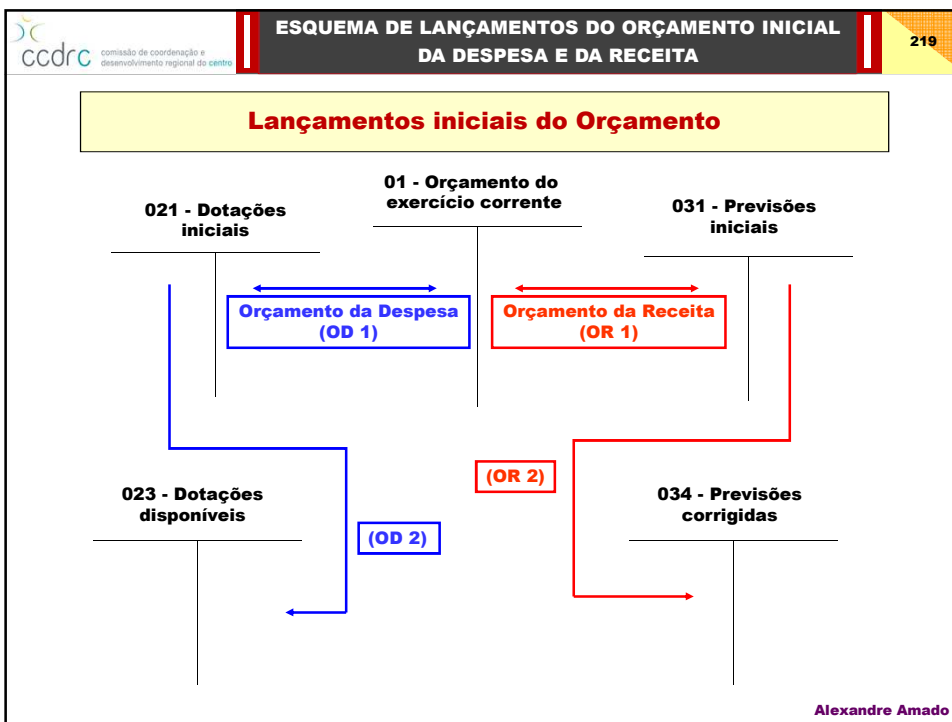 ccdrc
comissão de coordenação e
desenvolvimento regional do centro
ESQUEMA DE LANÇAMENTOS DO ORÇAMENTO INICIAL
DA DESPESA E DA RECEITA
219
Lançamentos iniciais do Orçamento
021 - Dotações
iniciais
01 - Orçamento do
exercício corrente
031 - Previsões
iniciais
Orçamento da Despesa
(OD 1)
Orçamento da Receita
(OR 1)
(OR 2)
023 - Dotações
disponíveis
(OD 2)
034 - Previsões
corrigidas
Alexandre Amado